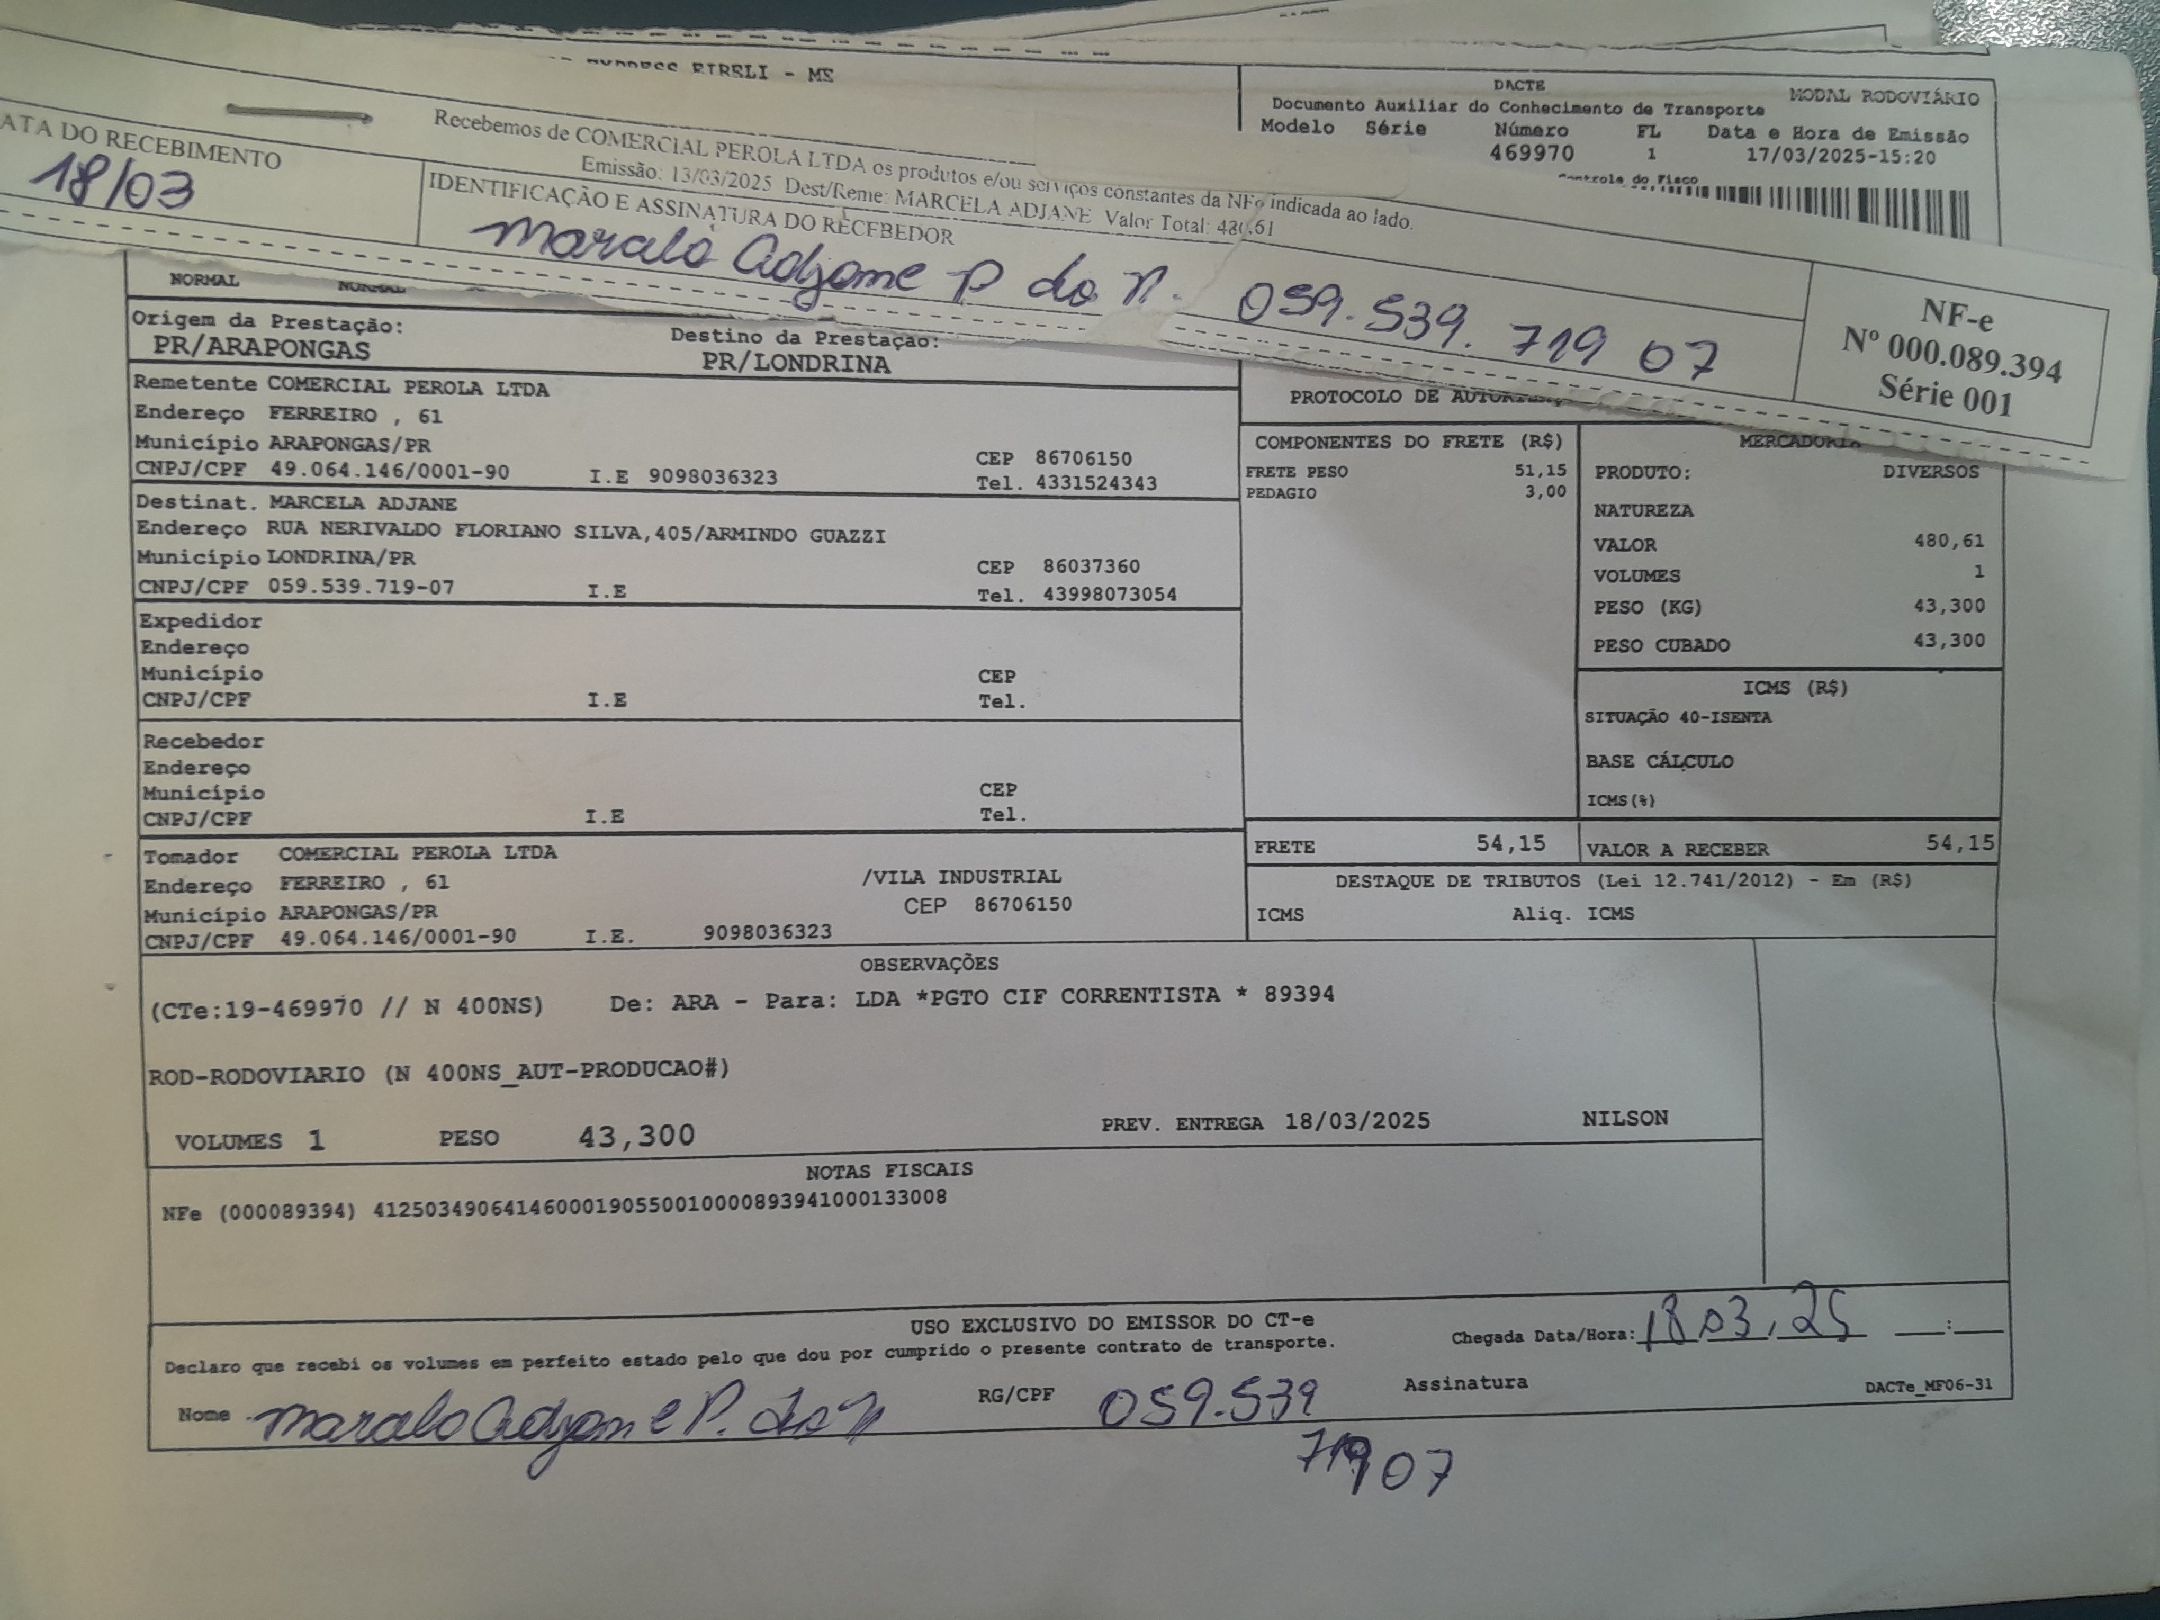 EIRELI - MS
DACTE
MODAL RODOVIÁRIO
Documento Auxiliar do Conhecimento de Transporte
Modelo Série Número FL Data e Hora de Emissão
469970 1 17/03/2025-15:20
Controle do Fisco
Recebemos de COMERCIAL PEROLA LTDA os produtos e/ou serviços constantes da NFe indicada ao lado.
Emissão: 13/03/2025 Dest/Reme: MARCELA ADJANE Valor Total: 480,61
ATA DO RECEBIMENTO
18/03
IDENTIFICAÇÃO E ASSINATURA DO RECEBEDOR
Adjane P da 059.539.719 07
NF-e
Nº 000.089.394
Série 001
NORMAL NORMAL
Origem da Prestação:
PR/ARAPONGAS
Destino da Prestação:
PR/LONDRINA
Remetente COMERCIAL PEROLA LTDA
Endereço FERREIRO , 61
Município ARAPONGAS/PR CEP 86706150
CNPJ/CPF 49.064.146/0001-90 I.E 9098036323 Tel. 4331524343
Destinat. MARCELA ADJANE
Endereço RUA NERIVALDO FLORIANO SILVA,405/ARMINDO GUAZZI
Município LONDRINA/PR CEP 86037360
CNPJ/CPF 059.539.719-07 I.E Tel. 43998073054
Expedidor
Endereço
Município CEP
CNPJ/CPF I.E Tel.
Recebedor
Endereço
Município CEP
CNPJ/CPF I.E Tel.
Tomador COMERCIAL PEROLA LTDA
Endereço FERREIRO , 61 /VILA INDUSTRIAL
Município ARAPONGAS/PR CEP 86706150
CNPJ/CPF 49.064.146/0001-90 I.E. 9098036323
PROTOCOLO DE
COMPONENTES DO FRETE (R$)
FRETE PESO 51,15
PEDAGIO 3,00
MERCADORIA
PRODUTO: DIVERSOS
NATUREZA
VALOR 480,61
VOLUMES 1
PESO (KG) 43,300
PESO CUBADO 43,300
ICMS (R$)
SITUAÇÃO 40-ISENTA
BASE CÁLCULO
ICMS(%)
FRETE 54,15 VALOR A RECEBER 54,15
DESTAQUE DE TRIBUTOS (Lei 12.741/2012) - Em (R$)
ICMS Aliq. ICMS
OBSERVAÇÕES
(CTe:19-469970 // N 400NS) De: ARA - Para: LDA *PGTO CIF CORRENTISTA * 89394
ROD-RODOVIARIO (N 400NS_AUT-PRODUCAO#)
VOLUMES 1 PESO 43,300 PREV. ENTREGA 18/03/2025 NILSON
NOTAS FISCAIS
NFe (000089394) 41250349064146000190550010000893941000133008
USO EXCLUSIVO DO EMISSOR DO CT-e
Chegada Data/Hora: 18.03.25 __:__
Declaro que recebi os volumes em perfeito estado pelo que dou por cumprido o presente contrato de transporte.
Nome Adjane P. da RG/CPF 059.539 Assinatura DACTe_MF06-31
719 07